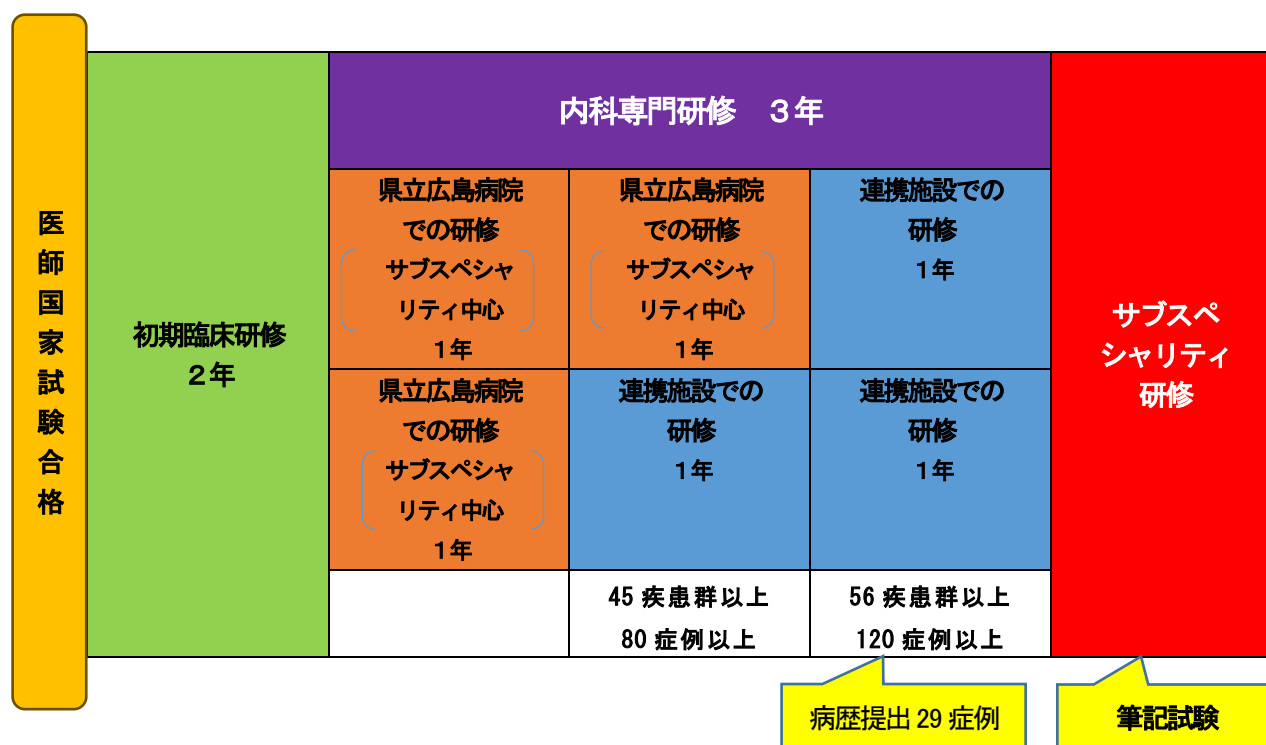 医師国家試験合格
初期臨床研修
２年
内科専門研修　３年
県立広島病院
での研修
サブスペシャ
リティ中心
１年
県立広島病院
での研修
サブスペシャ
リティ中心
１年
連携施設での
研修
１年
県立広島病院
での研修
サブスペシャ
リティ中心
１年
連携施設での
研修
１年
連携施設での
研修
１年
45 疾患群以上
80 症例以上
56 疾患群以上
120 症例以上
サブスペ
シャリティ
研修
病歴提出 29 症例
筆記試験